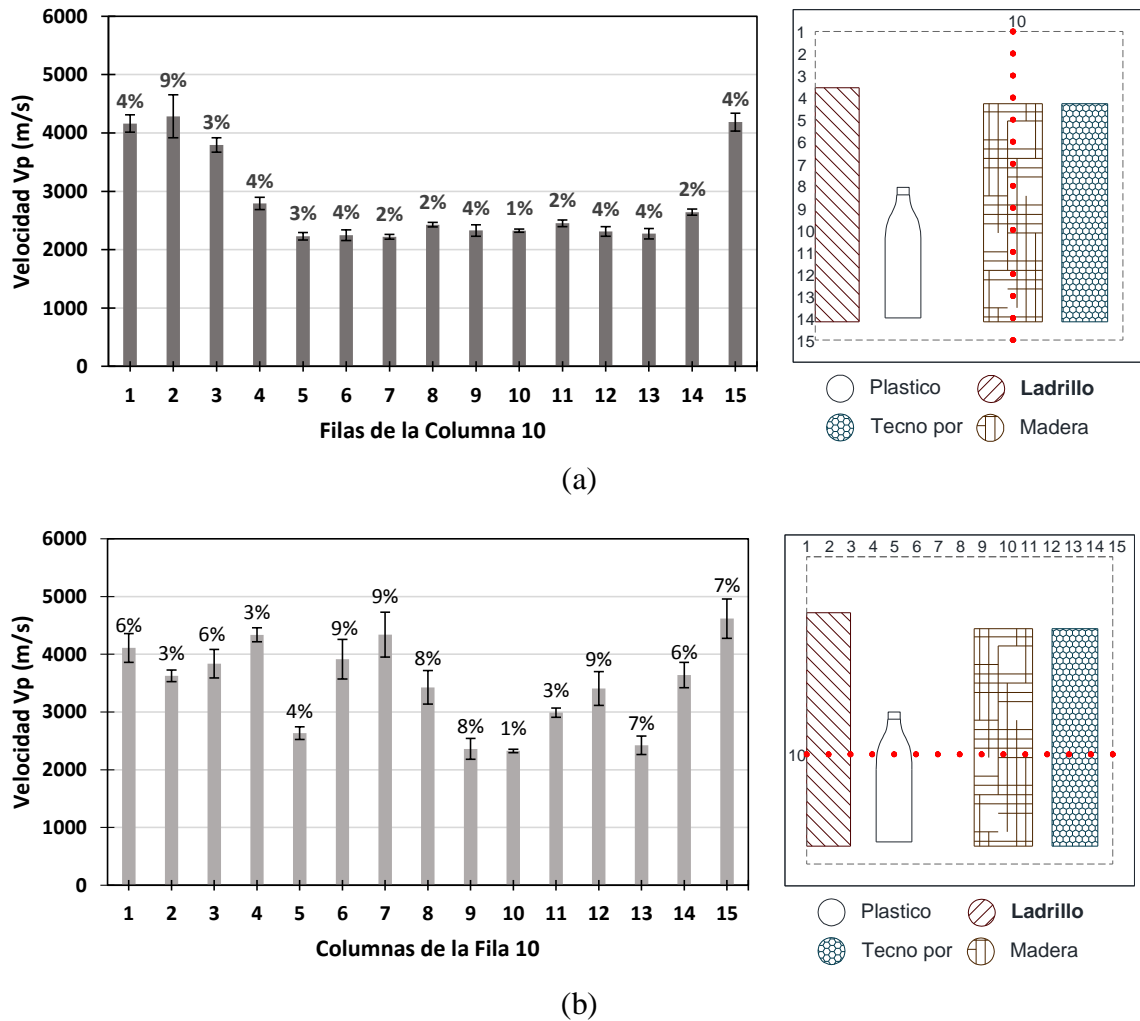 6000
5000
4000
3000
2000
1000
0
Velocidad Vp (m/s)
4% 9% 3% 4% 3% 4% 2% 2% 4% 1% 2% 4% 4% 2% 4%
1 2 3 4 5 6 7 8 9 10 11 12 13 14 15
Filas de la Columna 10
10
1
2
3
4
5
6
7
8
9
10
11
12
13
14
15
Plastico Ladrillo
Tecno por Madera
(a)
6000
5000
4000
3000
2000
1000
0
Velocidad Vp (m/s)
6% 3% 6% 3% 4% 9% 9% 8% 8% 1% 3% 9% 7% 6% 7%
1 2 3 4 5 6 7 8 9 10 11 12 13 14 15
Columnas de la Fila 10
1 2 3 4 5 6 7 8 9 10 11 12 13 14 15
10
Plastico Ladrillo
Tecno por Madera
(b)